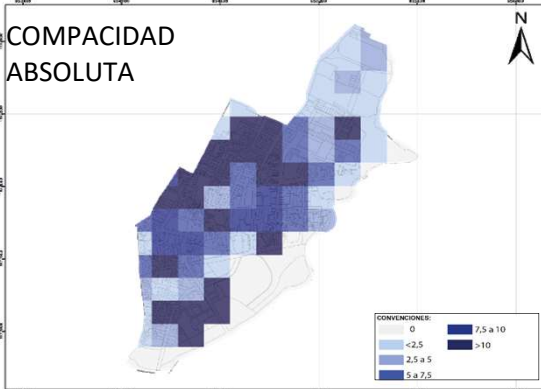 COMPACIDAD
ABSOLUTA
N
CONVENCIONES:
0
<2,5
2,5 a 5
5 a 7,5
7,5 a 10
>10